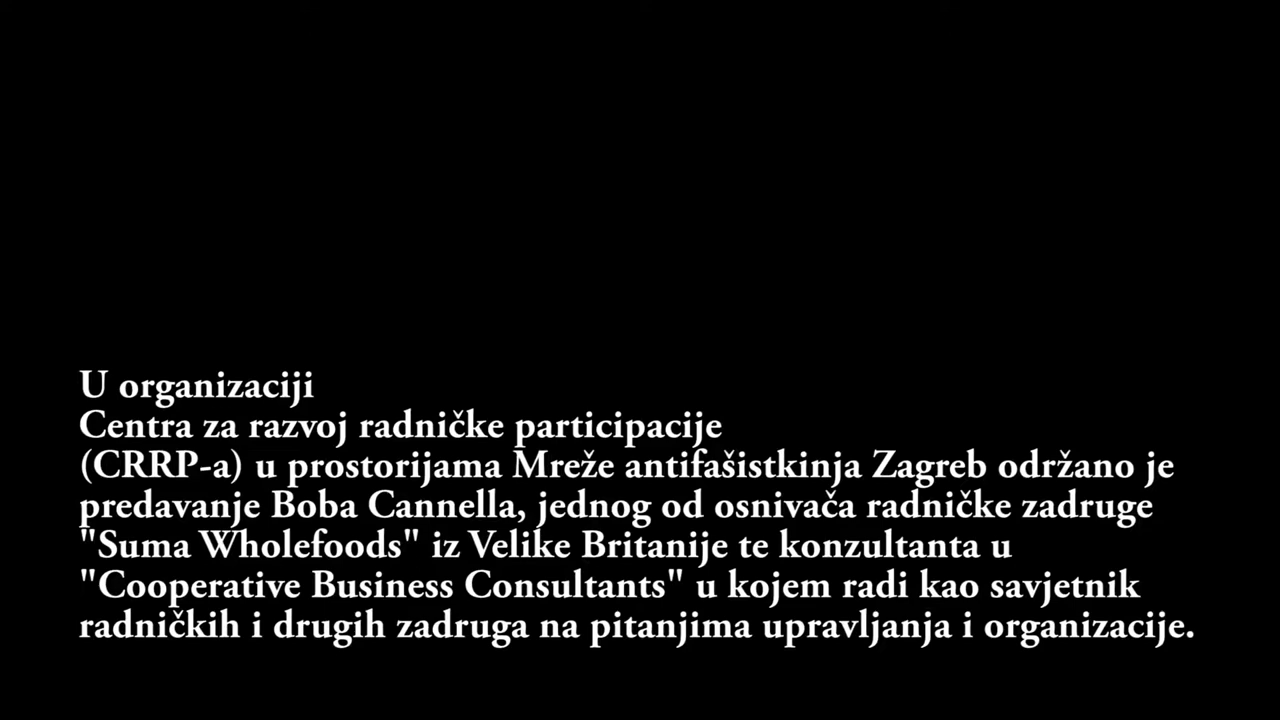 U organizaciji
Centra za razvoj radničke participacije
(CRRP-a) u prostorijama Mreže antifašistkinja Zagreb održano je
predavanje Boba Cannella, jednog od osnivača radničke zadruge
"Suma Wholefoods" iz Velike Britanije te konzultanta u
"Cooperative Business Consultants" u kojem radi kao savjetnik
radničkih i drugih zadruga na pitanjima upravljanja i organizacije.